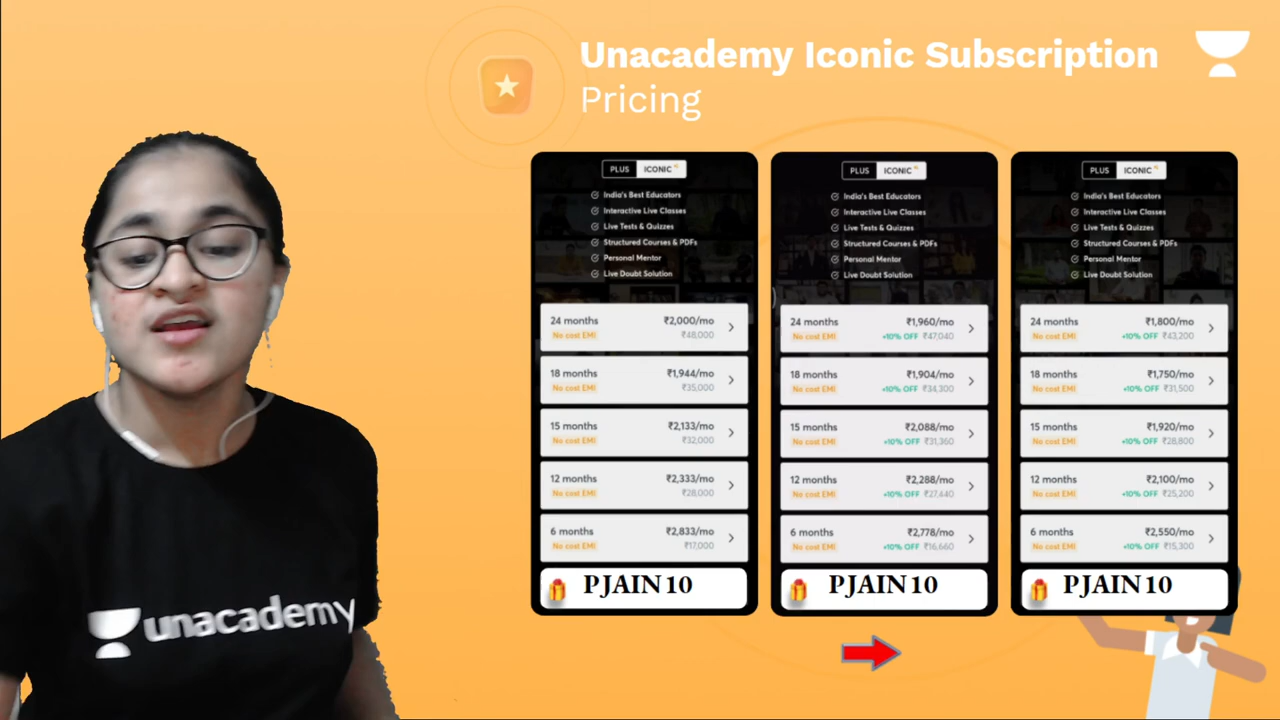 Unacademy Iconic Subscription
Pricing
PLUS ICONIC
India's Best Educators
Interactive Live Classes
Live Tests & Quizzes
Structured Courses & PDFs
Personal Mentor
Live Doubt Solution
24 months ₹2,000/mo
No cost EMI ₹48,000
18 months ₹1,944/mo
No cost EMI ₹35,000
15 months ₹2,133/mo
No cost EMI ₹32,000
12 months ₹2,333/mo
No cost EMI ₹28,000
6 months ₹2,833/mo
No cost EMI ₹17,000
PJAIN10
PLUS ICONIC
India's Best Educators
Interactive Live Classes
Live Tests & Quizzes
Structured Courses & PDFs
Personal Mentor
Live Doubt Solution
24 months ₹1,960/mo
No cost EMI +10% OFF ₹47,040
18 months ₹1,904/mo
No cost EMI +10% OFF ₹34,300
15 months ₹2,088/mo
No cost EMI +10% OFF ₹31,360
12 months ₹2,288/mo
No cost EMI +10% OFF ₹27,440
6 months ₹2,778/mo
No cost EMI +10% OFF ₹16,660
PJAIN10
PLUS ICONIC
India's Best Educators
Interactive Live Classes
Live Tests & Quizzes
Structured Courses & PDFs
Personal Mentor
Live Doubt Solution
24 months ₹1,800/mo
No cost EMI +10% OFF ₹43,200
18 months ₹1,750/mo
No cost EMI +10% OFF ₹31,500
15 months ₹1,920/mo
No cost EMI +10% OFF ₹28,800
12 months ₹2,100/mo
No cost EMI +10% OFF ₹25,200
6 months ₹2,550/mo
No cost EMI +10% OFF ₹15,300
PJAIN10
unacademy